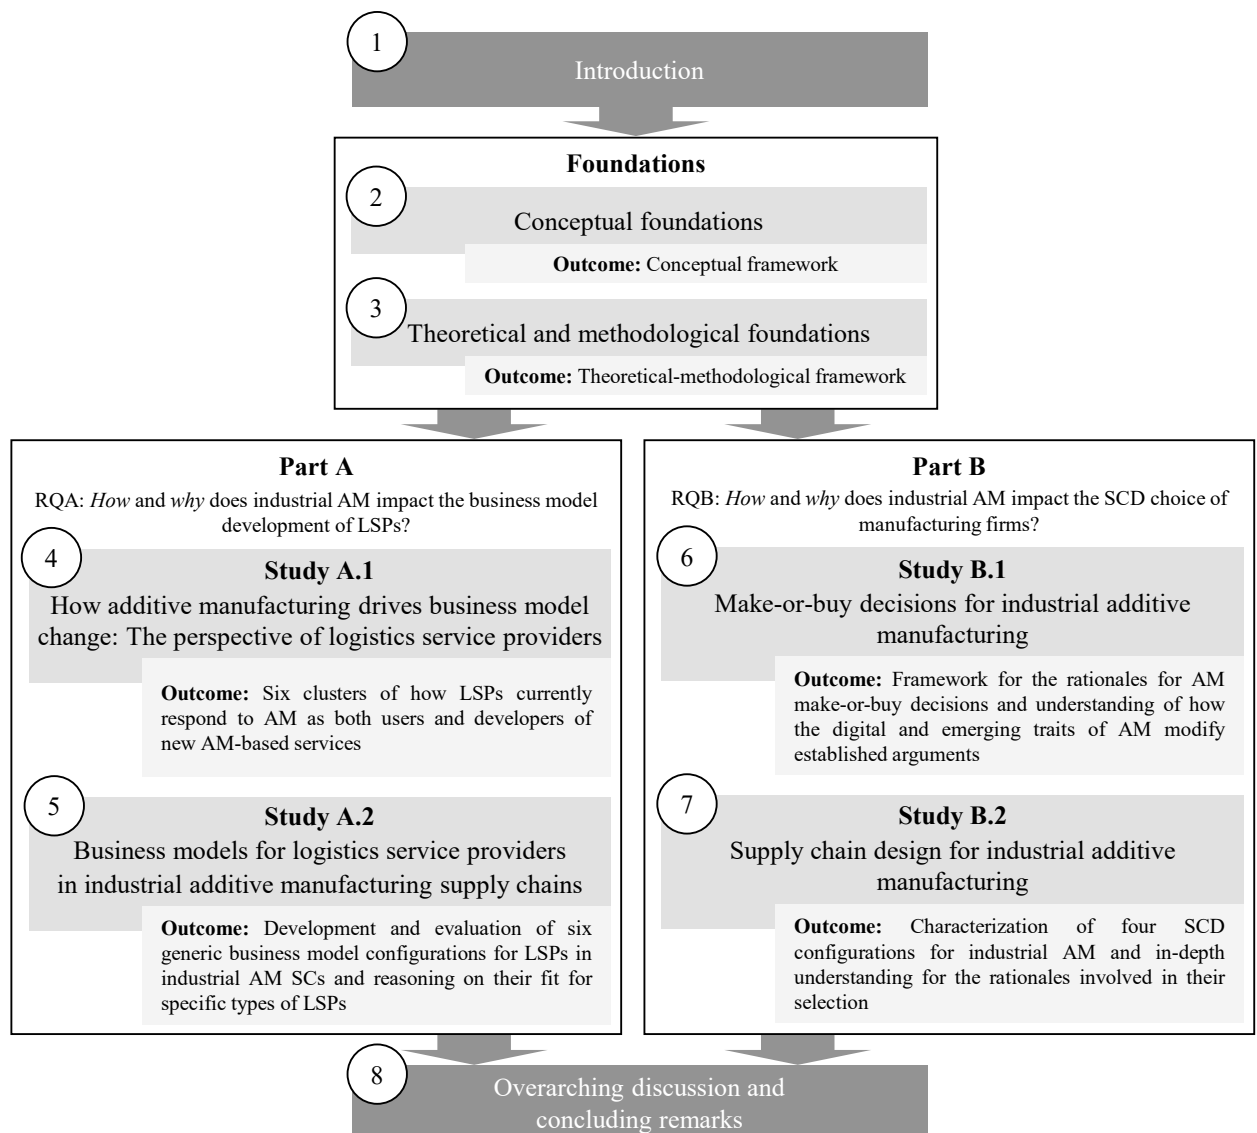 1
Introduction
Foundations
2
Conceptual foundations
Outcome: Conceptual framework
3
Theoretical and methodological foundations
Outcome: Theoretical-methodological framework
Part A
RQA: How and why does industrial AM impact the business model
development of LSPs?
4
Study A.1
How additive manufacturing drives business model
change: The perspective of logistics service providers
Outcome: Six clusters of how LSPs currently
respond to AM as both users and developers of
new AM-based services
5
Study A.2
Business models for logistics service providers
in industrial additive manufacturing supply chains
Outcome: Development and evaluation of six
generic business model configurations for LSPs in
industrial AM SCs and reasoning on their fit for
specific types of LSPs
Part B
RQB: How and why does industrial AM impact the SCD choice of
manufacturing firms?
6
Study B.1
Make-or-buy decisions for industrial additive
manufacturing
Outcome: Framework for the rationales for AM
make-or-buy decisions and understanding of how
the digital and emerging traits of AM modify
established arguments
7
Study B.2
Supply chain design for industrial additive
manufacturing
Outcome: Characterization of four SCD
configurations for industrial AM and in-depth
understanding for the rationales involved in their
selection
8
Overarching discussion and
concluding remarks